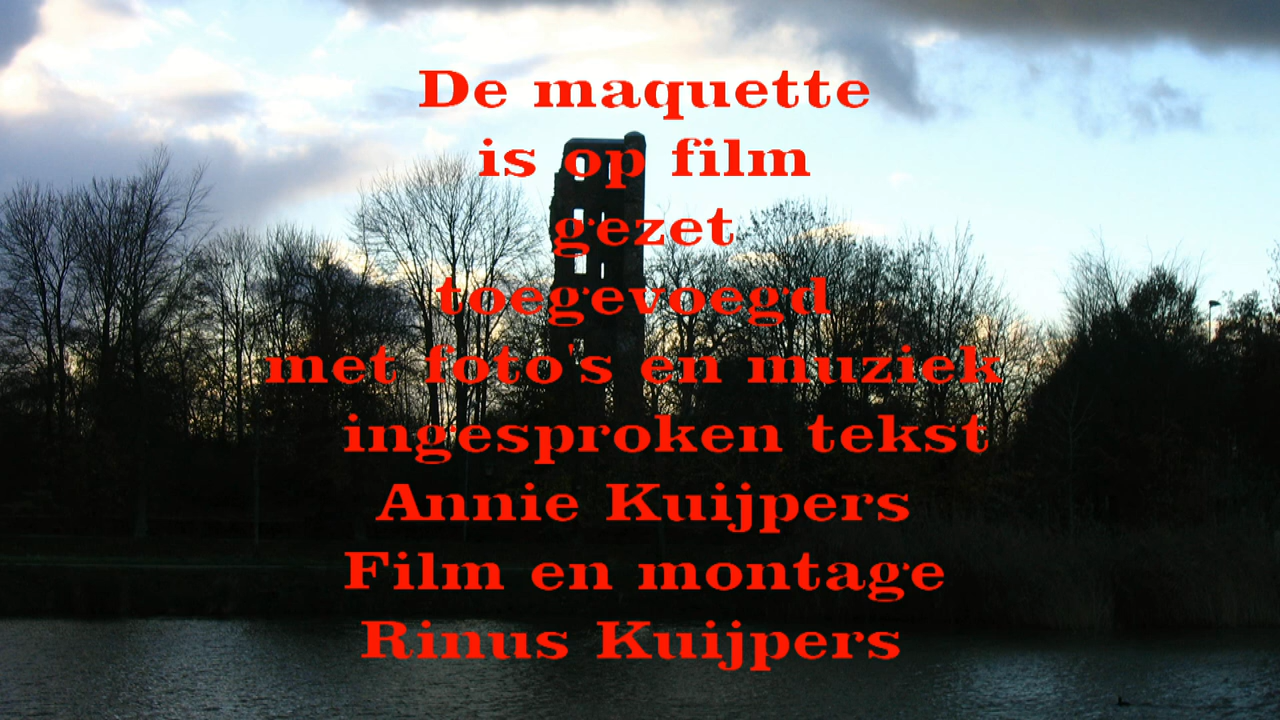 De maquette
is op film
gezet
toegevoegd
met foto's en muziek
ingesproken tekst
Annie Kuijpers
Film en montage
Rinus Kuijpers